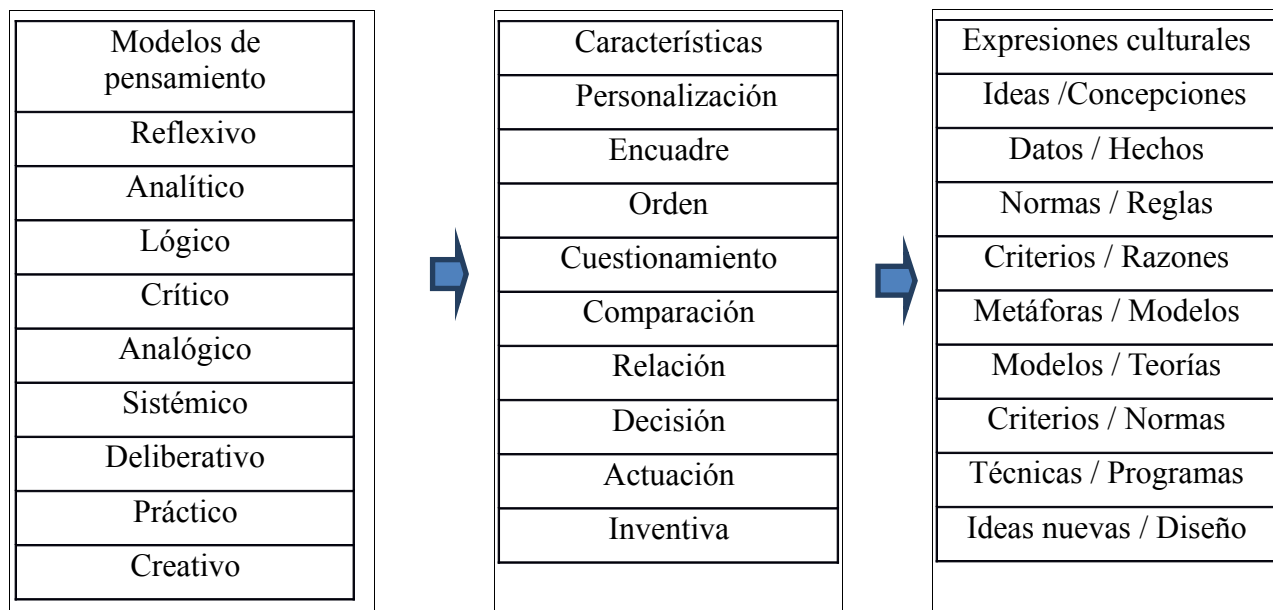 Modelos de
pensamiento
Reflexivo
Analítico
Lógico
Crítico
Analógico
Sistémico
Deliberativo
Práctico
Creativo
Características
Personalización
Encuadre
Orden
Cuestionamiento
Comparación
Relación
Decisión
Actuación
Inventiva
Expresiones culturales
Ideas /Concepciones
Datos / Hechos
Normas / Reglas
Criterios / Razones
Metáforas / Modelos
Modelos / Teorías
Criterios / Normas
Técnicas / Programas
Ideas nuevas / Diseño